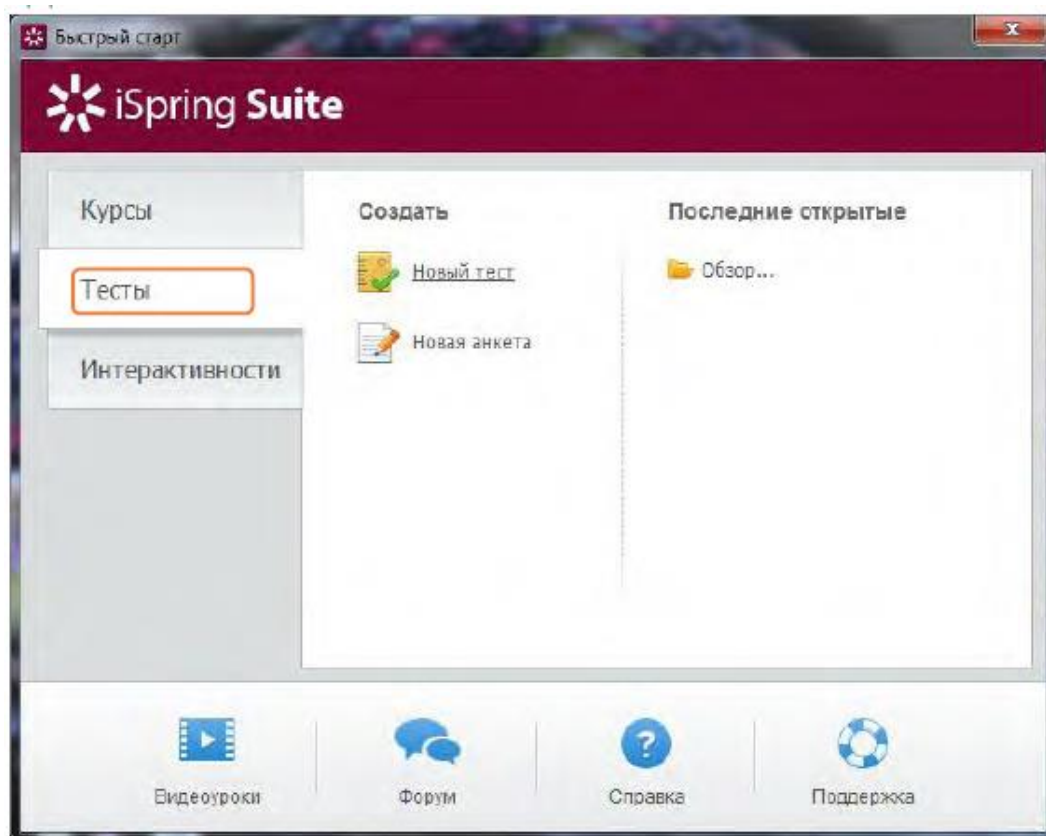 Быстрый старт
iSpring Suite
Курсы
Тесты
Интерактивности
Создать
Новый тест
Новая анкета
Последние открытые
Обзор...
Видеоуроки
Форум
Справка
Поддержка